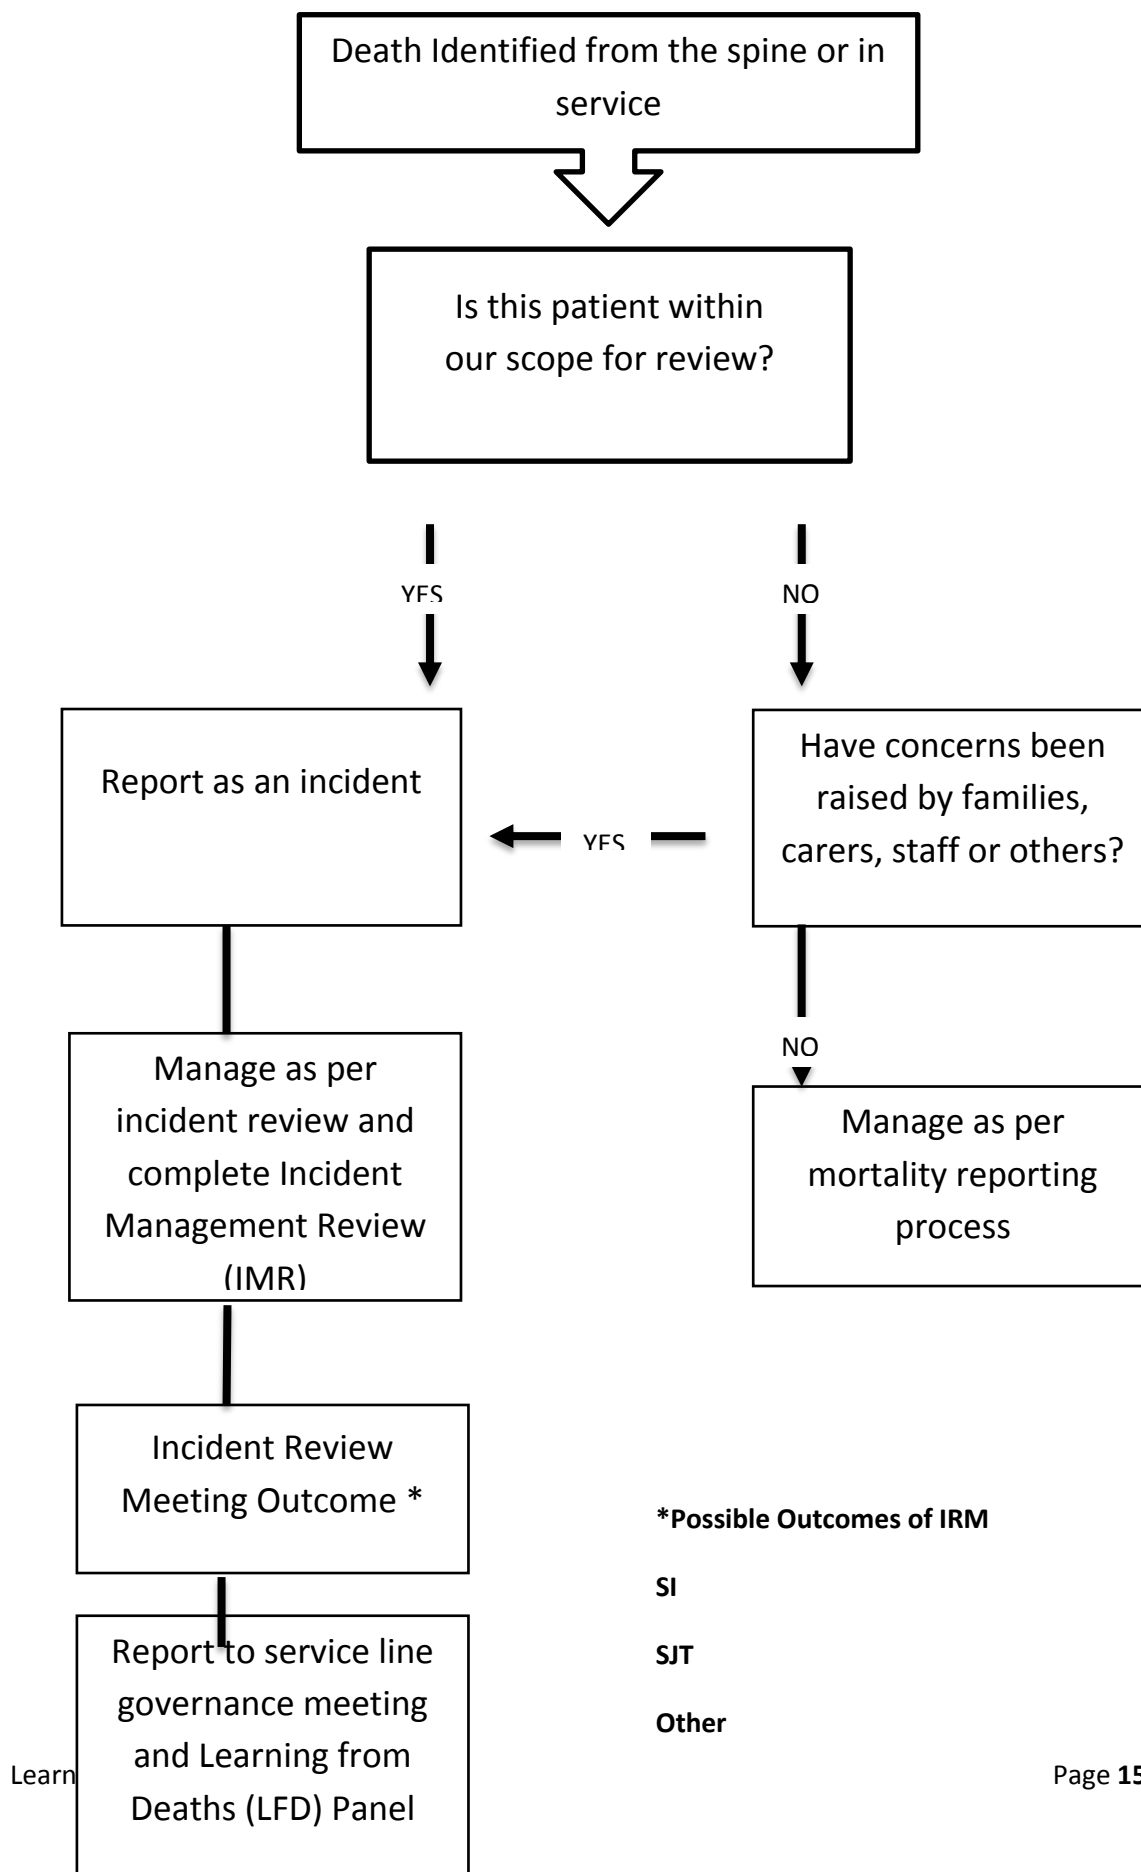 Death Identified from the spine or in
service
Is this patient within
our scope for review?
YES
NO
Report as an incident
Have concerns been
raised by families,
carers, staff or others?
YES
NO
Manage as per
incident review and
complete Incident
Management Review
(IMR)
Manage as per
mortality reporting
process
Incident Review
Meeting Outcome *
*Possible Outcomes of IRM
SI
SJT
Other
Report to service line
governance meeting
and Learning from
Deaths (LFD) Panel
Learn
Page 15